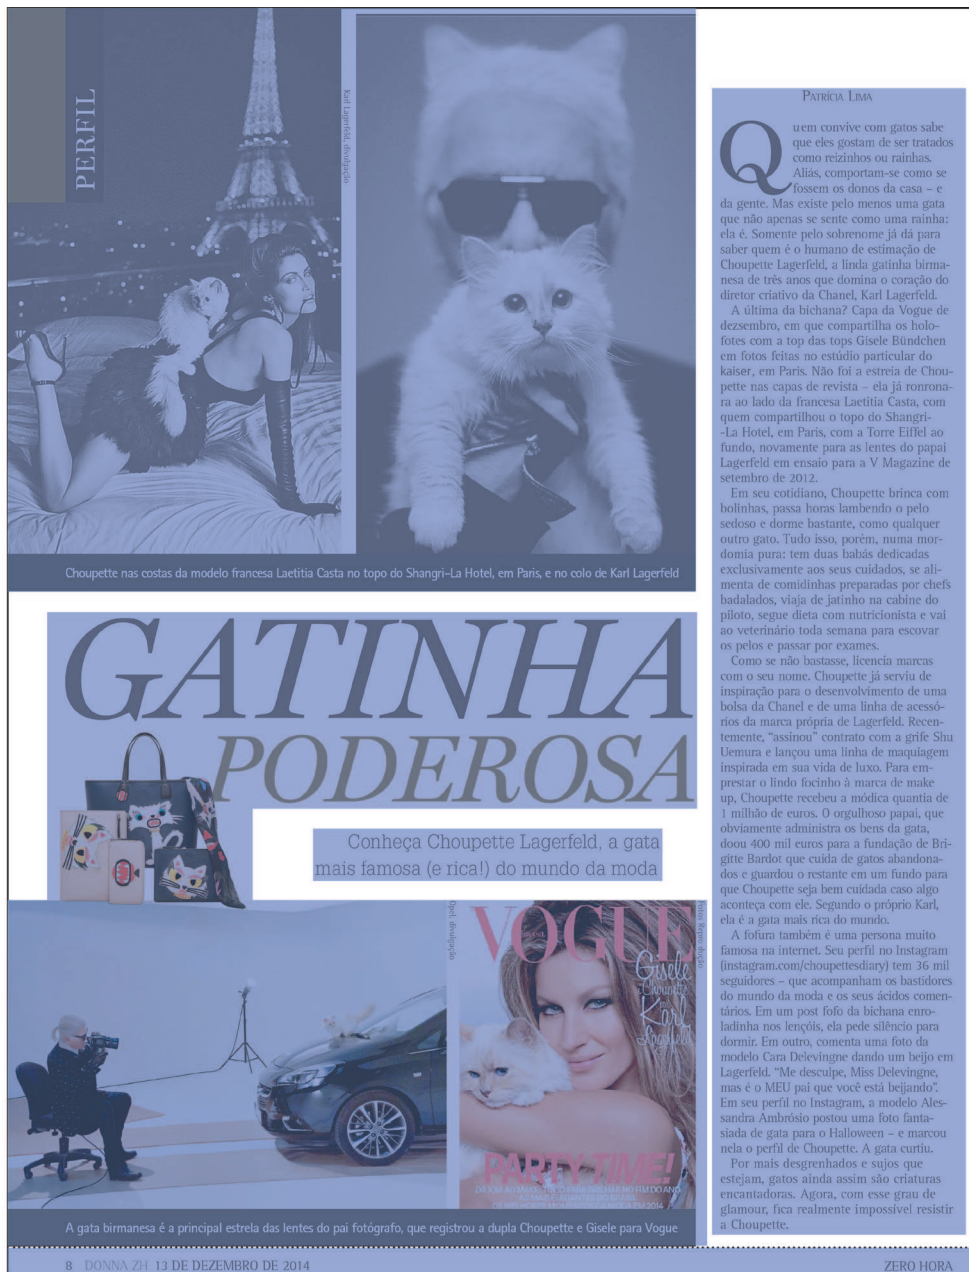 PERFIL
Karl Lagerfeld, divulgação
Choupette nas costas da modelo francesa Laetitia Casta no topo do Shangri-La Hotel, em Paris, e no colo de Karl Lagerfeld
GATINHA
PODEROSA
Conheça Choupette Lagerfeld, a gata
mais famosa (e rica!) do mundo da moda
Opel, divulgação
VOGUE
BRASIL
Gisele
Choupette
Karl
Lagerfeld
PARTY TIME!
Fotos Reprodução
A gata birmanesa é a principal estrela das lentes do pai fotógrafo, que registrou a dupla Choupette e Gisele para Vogue
PATRÍCIA LIMA
Quem convive com gatos sabe
que eles gostam de ser tratados
como reizinhos ou rainhas.
Aliás, comportam-se como se
fossem os donos da casa – e
da gente. Mas existe pelo menos uma gata
que não apenas se sente como uma rainha:
ela é. Somente pelo sobrenome já dá para
saber quem é o humano de estimação de
Choupette Lagerfeld, a linda gatinha birma-
nesa de três anos que domina o coração do
diretor criativo da Chanel, Karl Lagerfeld.
A última da bichana? Capa da Vogue de
dezsembro, em que compartilha os holo-
fotes com a top das tops Gisele Bündchen
em fotos feitas no estúdio particular do
kaiser, em Paris. Não foi a estreia de Chou-
pette nas capas de revista – ela já ronrona-
ra ao lado da francesa Laetitia Casta, com
quem compartilhou o topo do Shangri-
-La Hotel, em Paris, com a Torre Eiffel ao
fundo, novamente para as lentes do papai
Lagerfeld em ensaio para a V Magazine de
setembro de 2012.
Em seu cotidiano, Choupette brinca com
bolinhas, passa horas lambendo o pelo
sedoso e dorme bastante, como qualquer
outro gato. Tudo isso, porém, numa mor-
domia pura: tem duas babás dedicadas
exclusivamente aos seus cuidados, se ali-
menta de comidinhas preparadas por chefs
badalados, viaja de jatinho na cabine do
piloto, segue dieta com nutricionista e vai
ao veterinário toda semana para escovar
os pelos e passar por exames.
Como se não bastasse, licencia marcas
com o seu nome. Choupette já serviu de
inspiração para o desenvolvimento de uma
bolsa da Chanel e de uma linha de acessó-
rios da marca própria de Lagerfeld. Recen-
temente, “assinou” contrato com a grife Shu
Uemura e lançou uma linha de maquiagem
inspirada em sua vida de luxo. Para em-
prestar o lindo focinho à marca de make
up, Choupette recebeu a módica quantia de
1 milhão de euros. O orgulhoso papai, que
obviamente administra os bens da gata,
doou 400 mil euros para a fundação de Bri-
gitte Bardot que cuida de gatos abandona-
dos e guardou o restante em um fundo para
que Choupette seja bem cuidada caso algo
aconteça com ele. Segundo o próprio Karl,
ela é a gata mais rica do mundo.
A fofura também é uma persona muito
famosa na internet. Seu perfil no Instagram
(instagram.com/choupettesdiary) tem 36 mil
seguidores – que acompanham os bastidores
do mundo da moda e os seus ácidos comen-
tários. Em um post fofo da bichana enro-
ladinha nos lençóis, ela pede silêncio para
dormir. Em outro, comenta uma foto da
modelo Cara Delevingne dando um beijo em
Lagerfeld. “Me desculpe, Miss Delevingne,
mas é o MEU pai que você está beijando”.
Em seu perfil no Instagram, a modelo Ales-
sandra Ambrósio postou uma foto fanta-
siada de gata para o Halloween – e marcou
nela o perfil de Choupette. A gata curtiu.
Por mais desgrenhados e sujos que
estejam, gatos ainda assim são criaturas
encantadoras. Agora, com esse grau de
glamour, fica realmente impossível resistir
a Choupette.
8 DONNA ZH 13 DE DEZEMBRO DE 2014
ZERO HORA